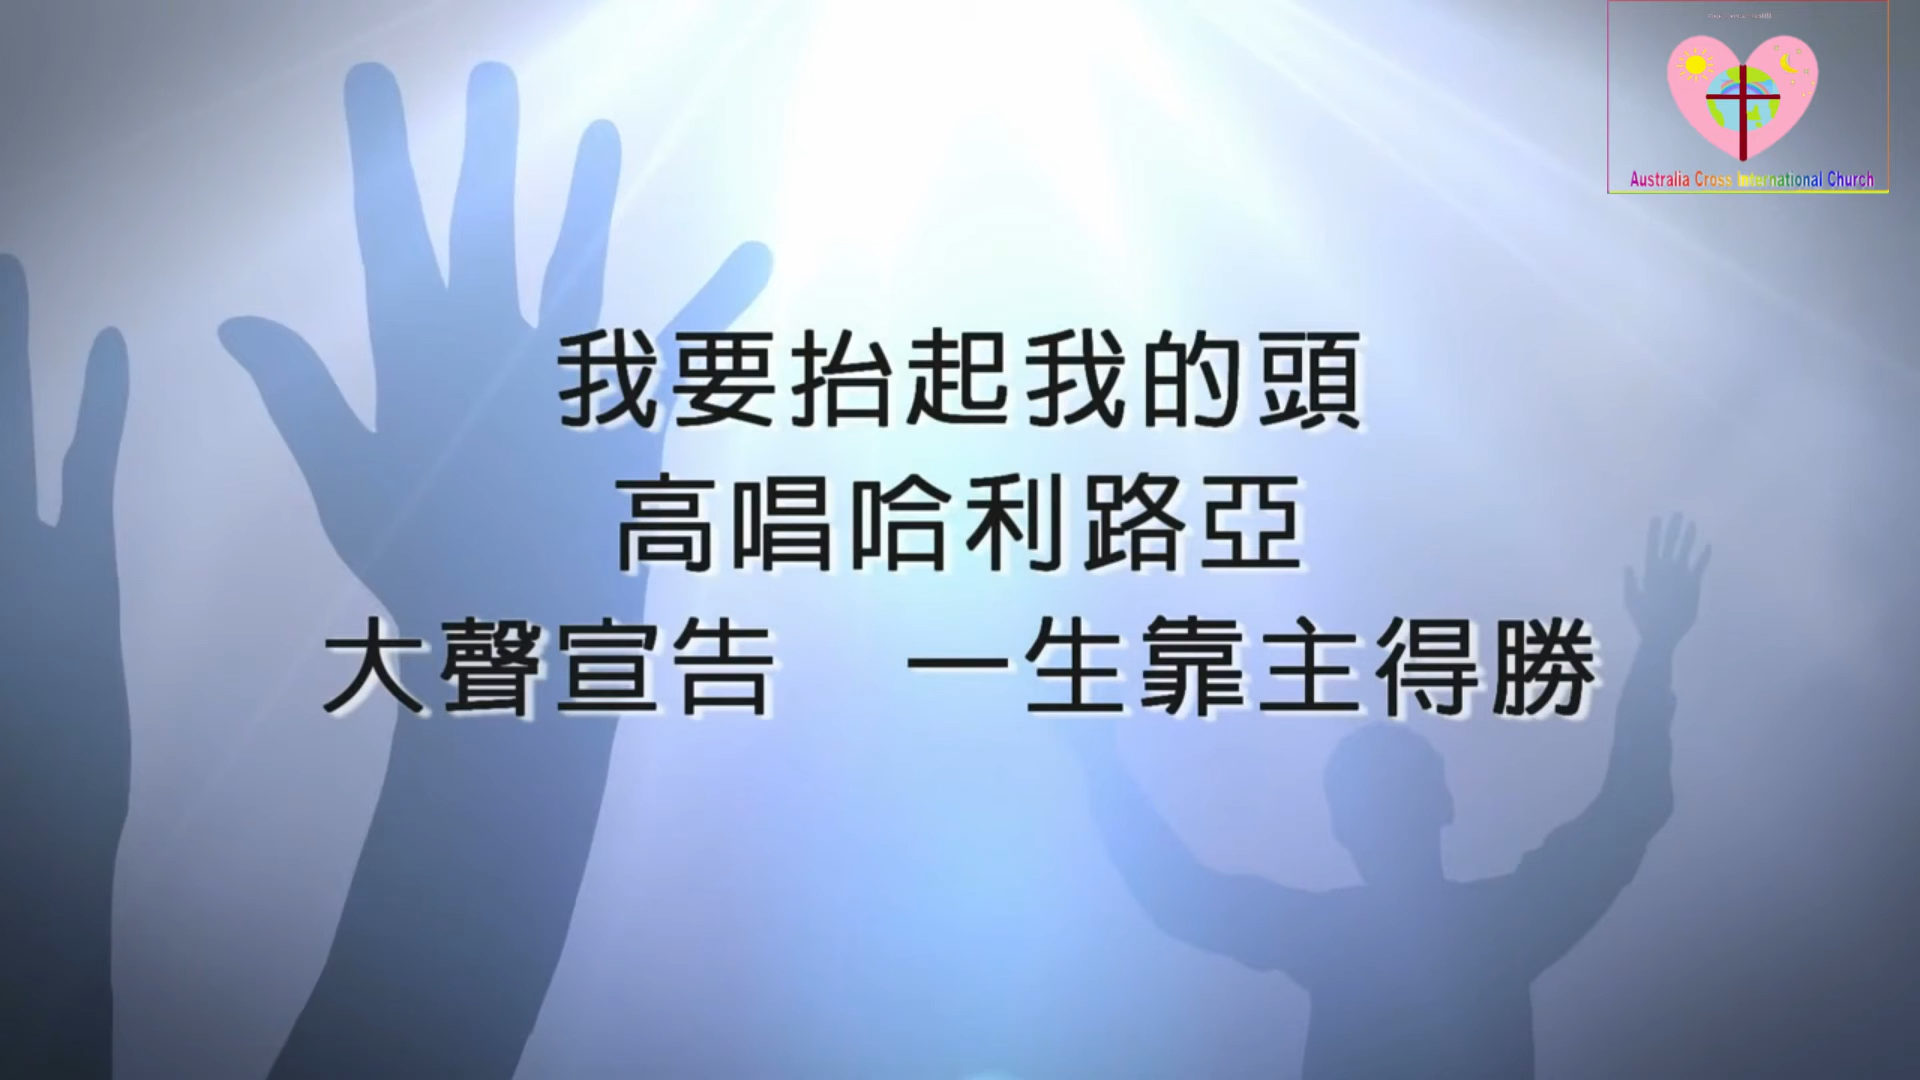 Australia Cross International Church
我要抬起我的頭
高唱哈利路亞
大聲宣告　一生靠主得勝